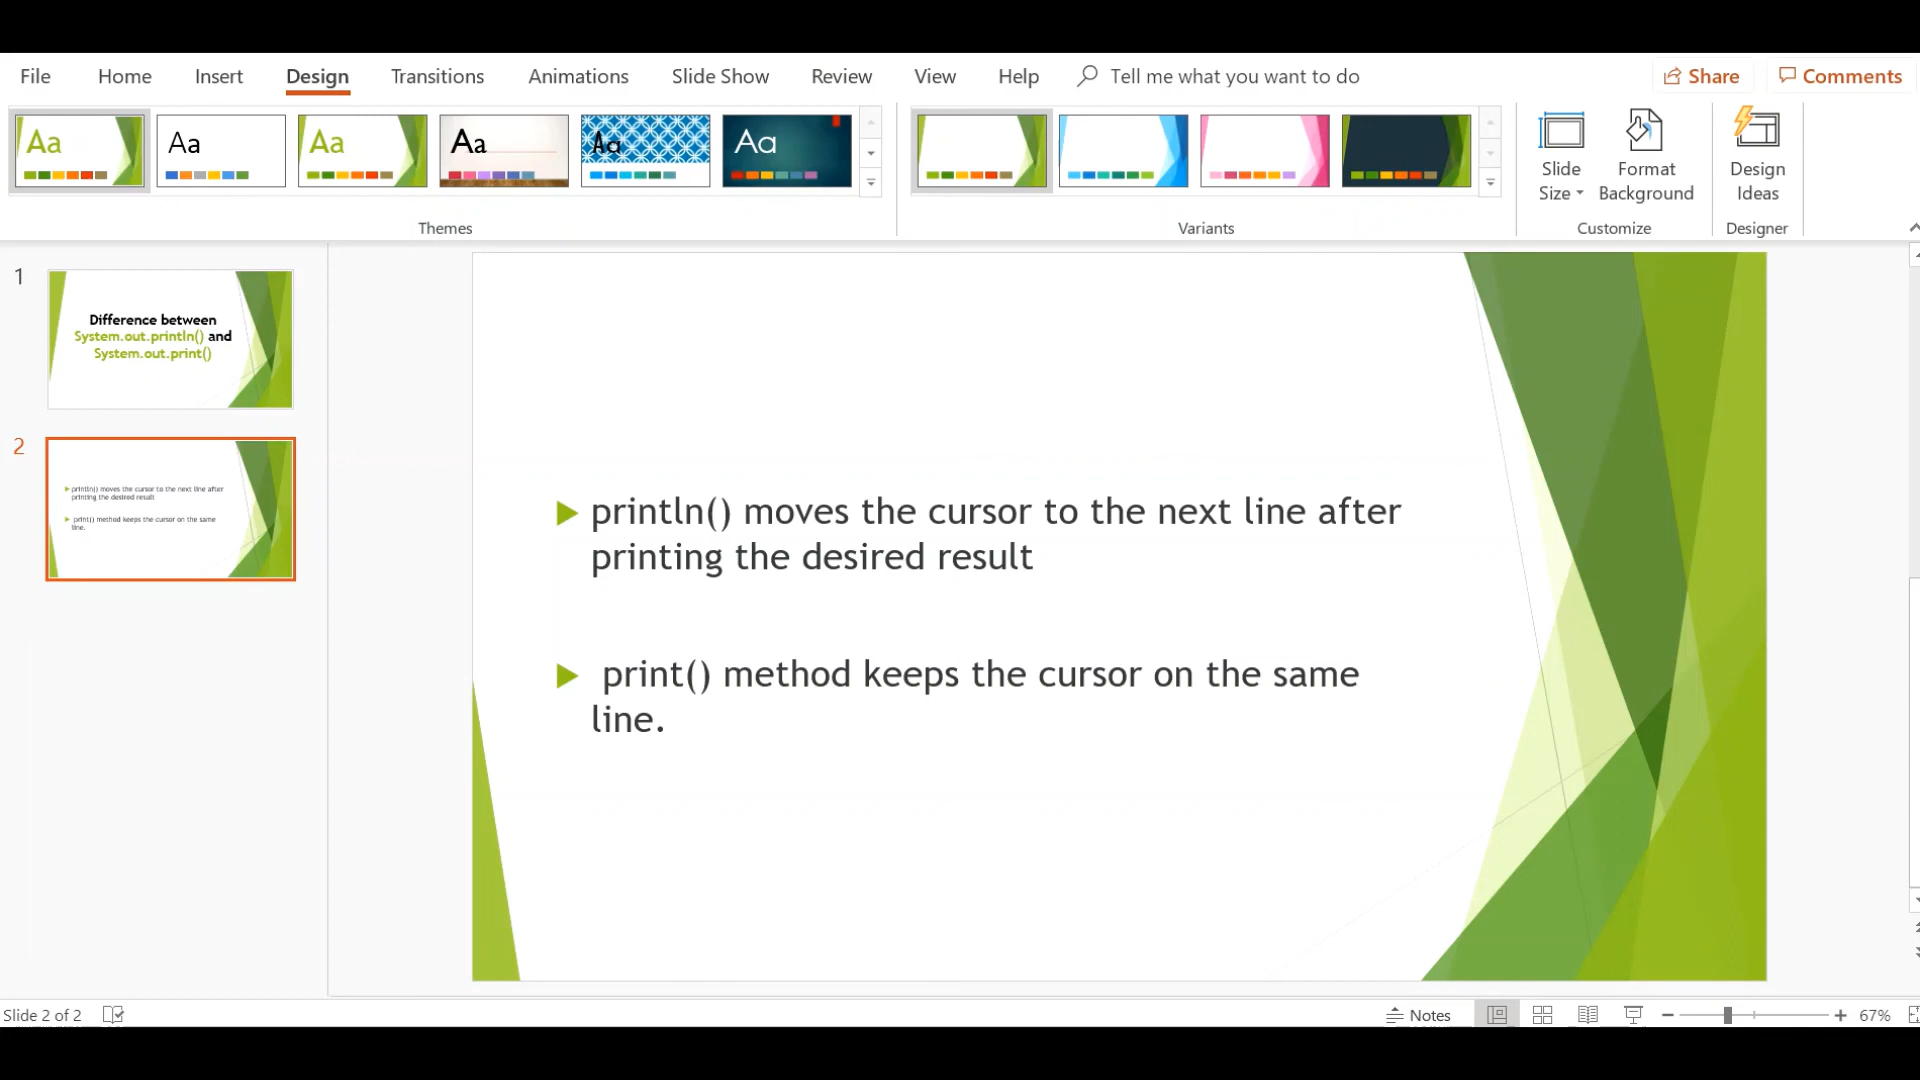 File Home Insert Design Transitions Animations Slide Show Review View Help Tell me what you want to do Share Comments
Aa Aa Aa Aa Aa Aa
Slide Size
Format Background
Design Ideas
Themes Variants Customize Designer
1
Difference between
System.out.println() and
System.out.print()
2
println() moves the cursor to the next line after
printing the desired result
print() method keeps the cursor on the same
line.
println() moves the cursor to the next line after
printing the desired result
print() method keeps the cursor on the same
line.
Slide 2 of 2 Notes 67%